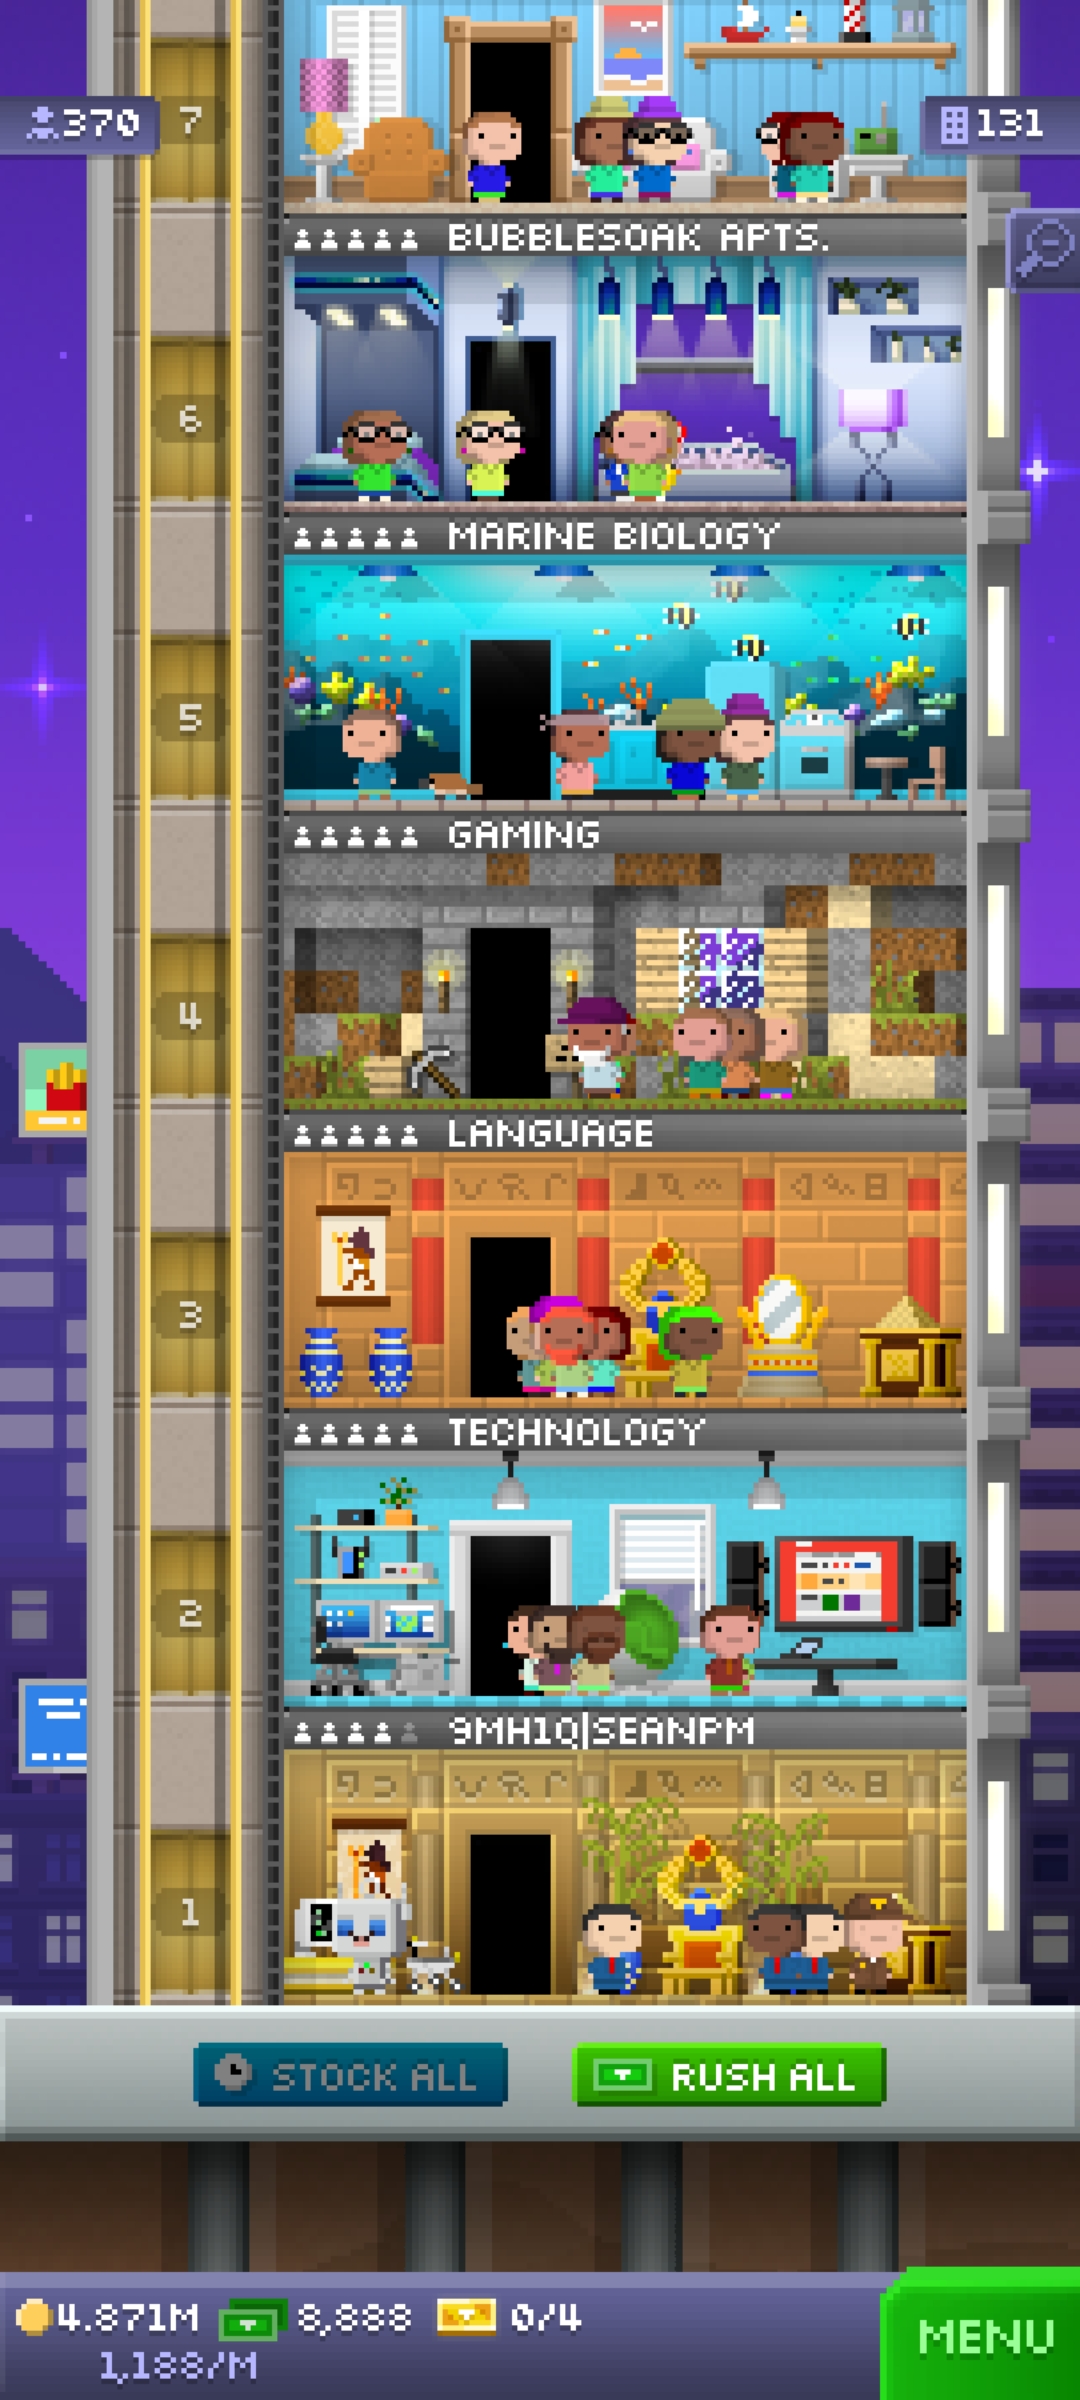 7
370
131
BUBBLESOAK APTS.
6
MARINE BIOLOGY
5
GAMING
4
LANGUAGE
3
TECHNOLOGY
2
9MH1Q|SEANPM
1
STOCK ALL
RUSH ALL
4.871M
8,888
0/4
1,188/M
MENU